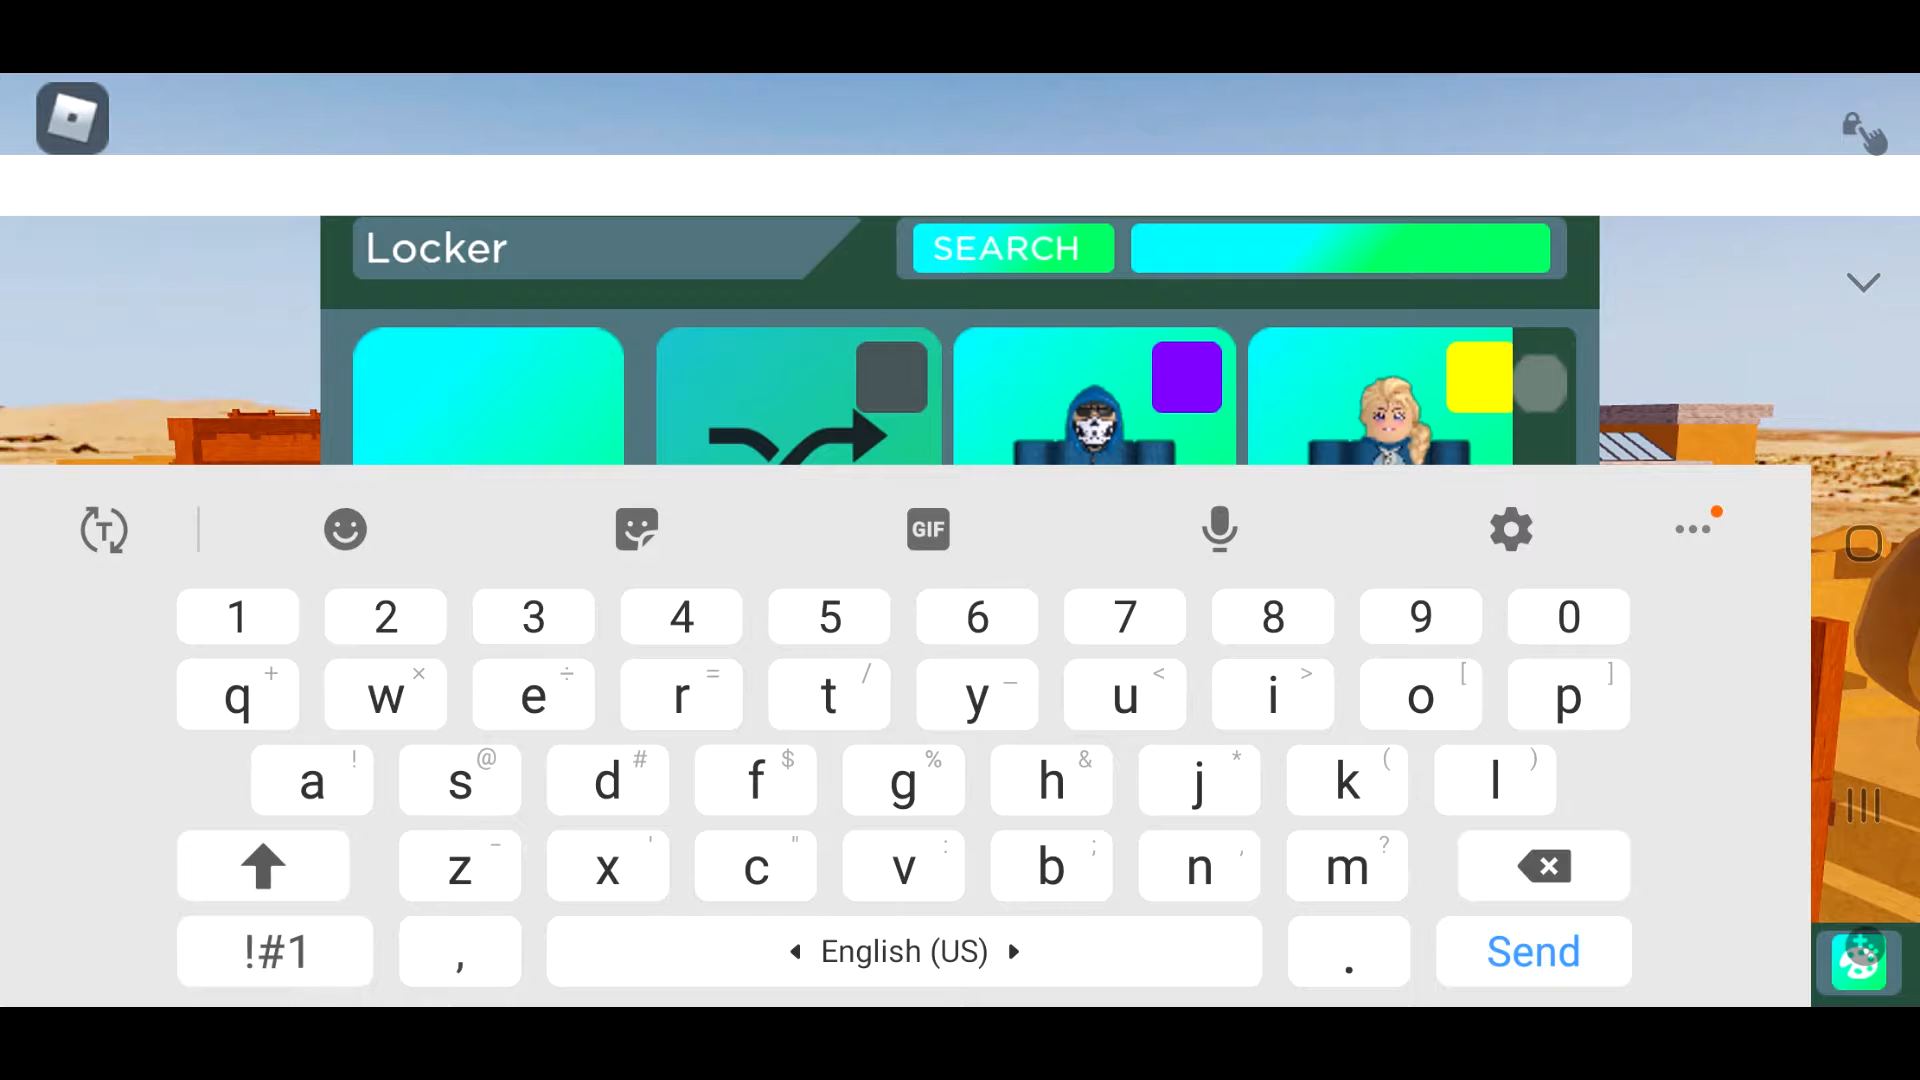 Locker
SEARCH
GIF
1 2 3 4 5 6 7 8 9 0
q + w × e ÷ r = t / y _ u < i > o [ p ]
a ! s @ d # f $ g % h & j * k ( l )
z - x ' c " v : b ; n , m ?
!#1 , English (US) . Send